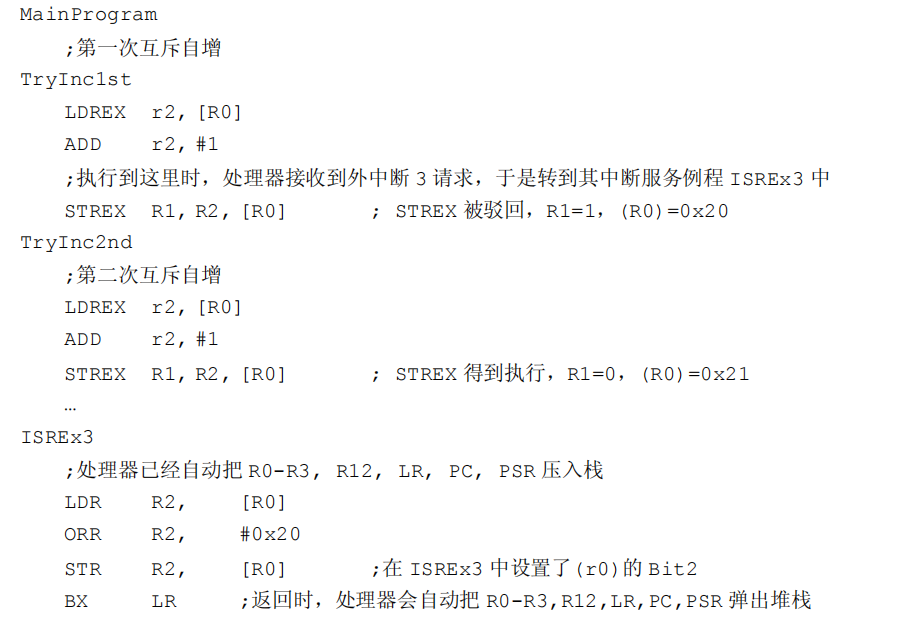 MainProgram
;第一次互斥自增
TryInc1st
LDREX r2, [R0]
ADD r2, #1
;执行到这里时，处理器接收到外中断 3 请求，于是转到其中断服务例程 ISREx3 中
STREX R1, R2, [R0] ; STREX 被驳回，R1=1，(R0)=0x20
TryInc2nd
;第二次互斥自增
LDREX r2, [R0]
ADD r2, #1
STREX R1, R2, [R0] ; STREX 得到执行，R1=0，(R0)=0x21
…
ISREx3
;处理器已经自动把 R0-R3, R12, LR, PC, PSR 压入栈
LDR R2, [R0]
ORR R2, #0x20
STR R2, [R0] ;在 ISREx3 中设置了(r0)的 Bit2
BX LR ;返回时，处理器会自动把 R0-R3,R12,LR,PC,PSR 弹出堆栈